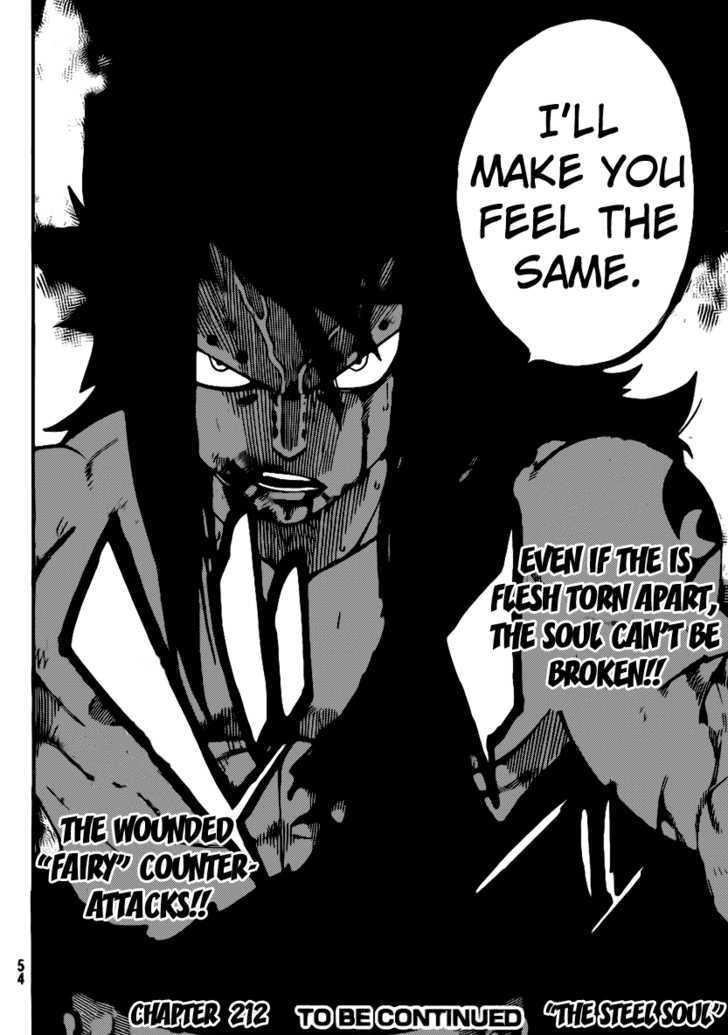 I'LL
MAKE YOU
FEEL THE
SAME.
EVEN IF THE IS
FLESH TORN APART,
THE SOUL CAN'T BE
BROKEN!!
THE WOUNDED
"FAIRY" COUNTER-
ATTACKS!!
54
CHAPTER 212 TO BE CONTINUED "THE STEEL SOUL"